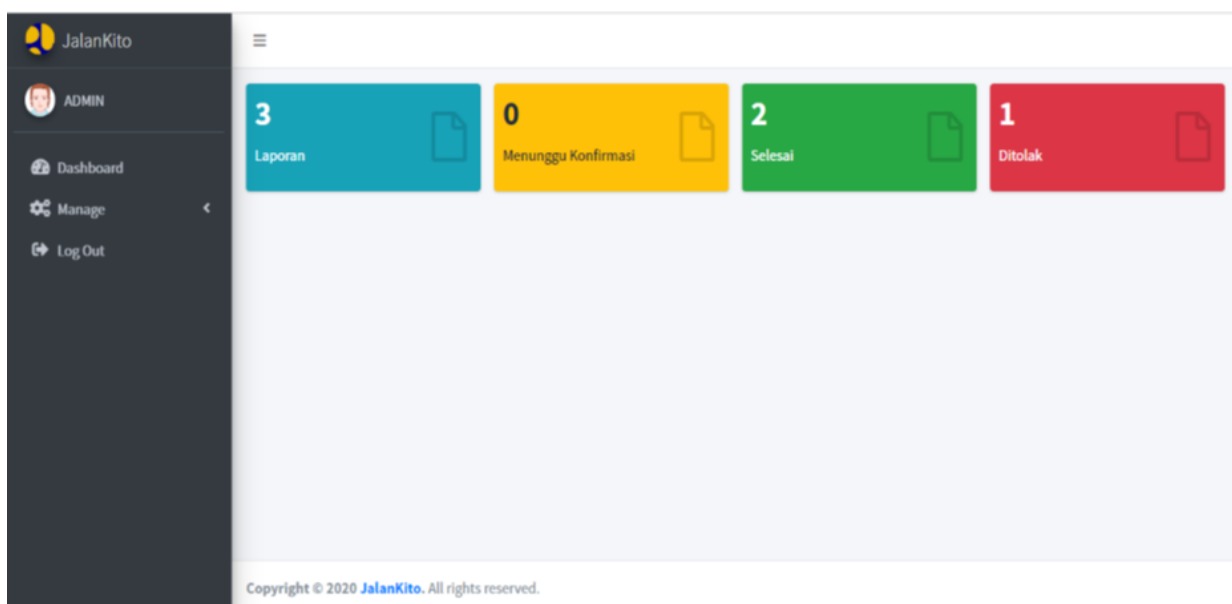 JalanKito
ADMIN
Dashboard
Manage
Log Out
3
Laporan
0
Menunggu Konfirmasi
2
Selesai
1
Ditolak
Copyright © 2020 JalanKito. All rights reserved.